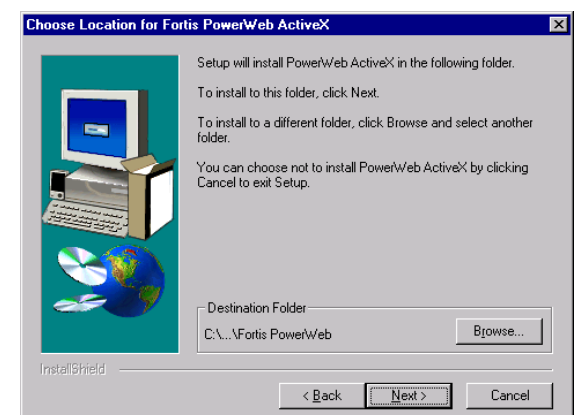 Choose Location for Fortis PowerWeb ActiveX
Setup will install PowerWeb ActiveX in the following folder.
To install to this folder, click Next.
To install to a different folder, click Browse and select another
folder.
You can choose not to install PowerWeb ActiveX by clicking
Cancel to exit Setup.
Destination Folder
C:\...\Fortis PowerWeb
Browse...
InstallShield
< Back
Next >
Cancel